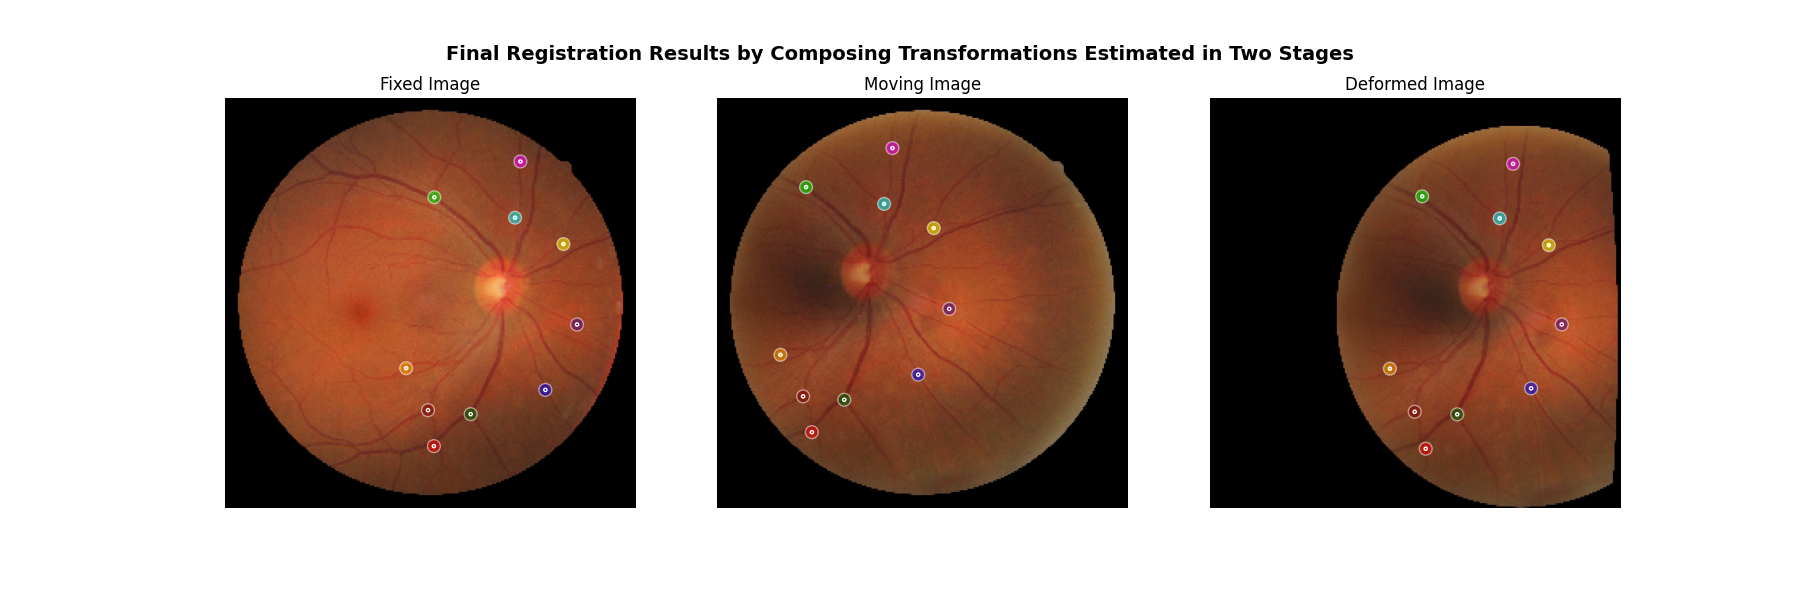 Final Registration Results by Composing Transformations Estimated in Two Stages
Fixed Image
Moving Image
Deformed Image